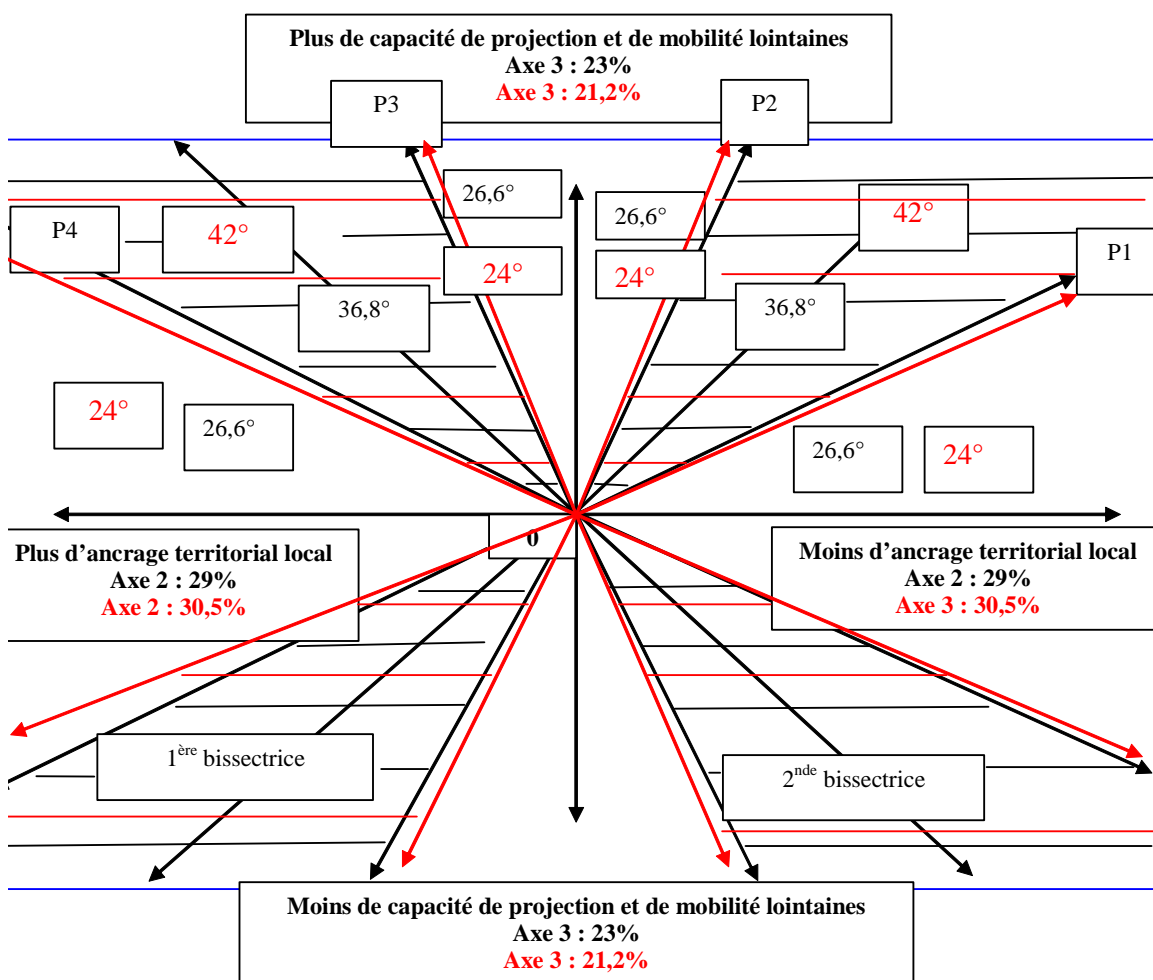 Plus de capacité de projection et de mobilité lointaines
Axe 3 : 23%
Axe 3 : 21,2%
P3
P2
26,6°
26,6°
P4
42°
42°
P1
24°
24°
36,8°
36,8°
24°
26,6°
26,6°
24°
0
Plus d’ancrage territorial local
Axe 2 : 29%
Axe 2 : 30,5%
Moins d’ancrage territorial local
Axe 2 : 29%
Axe 3 : 30,5%
1ère bissectrice
2nde bissectrice
Moins de capacité de projection et de mobilité lointaines
Axe 3 : 23%
Axe 3 : 21,2%